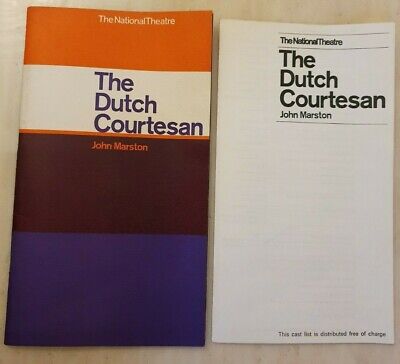 The National Theatre
The
Dutch
Courtesan
John Marston
The National Theatre
The
Dutch
Courtesan
John Marston
This cast list is distributed free of charge